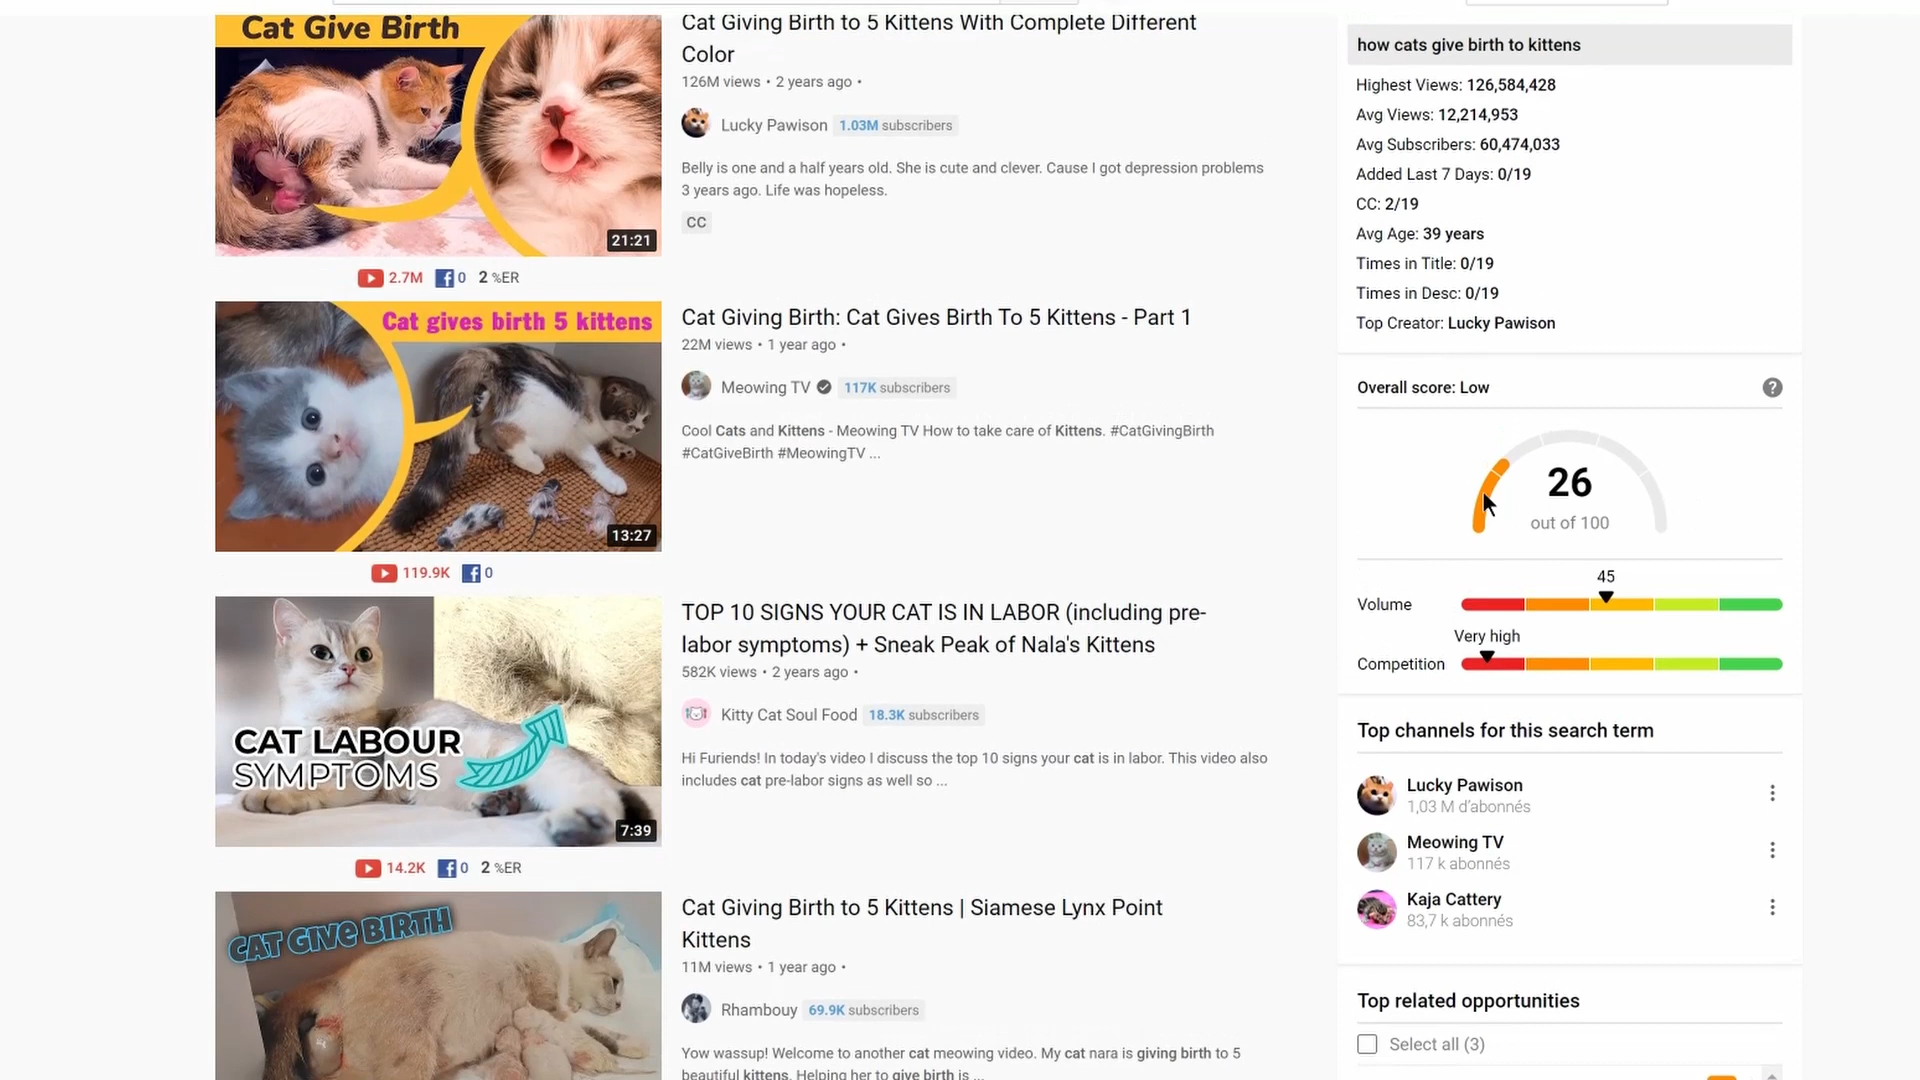 Cat Give Birth
21:21
Cat Giving Birth to 5 Kittens With Complete Different
Color
126M views • 2 years ago •
Lucky Pawison 1.03M subscribers
Belly is one and a half years old. She is cute and clever. Cause I got depression problems
3 years ago. Life was hopeless.
CC
2.7M 0 2 %ER
Cat gives birth 5 kittens
13:27
Cat Giving Birth: Cat Gives Birth To 5 Kittens - Part 1
22M views • 1 year ago •
Meowing TV 117K subscribers
Cool Cats and Kittens - Meowing TV How to take care of Kittens. #CatGivingBirth
#CatGiveBirth #MeowingTV ...
119.9K 0
CAT LABOUR
SYMPTOMS
7:39
TOP 10 SIGNS YOUR CAT IS IN LABOR (including pre-
labor symptoms) + Sneak Peak of Nala's Kittens
582K views • 2 years ago •
Kitty Cat Soul Food 18.3K subscribers
Hi Furiends! In today's video I discuss the top 10 signs your cat is in labor. This video also
includes cat pre-labor signs as well so ...
14.2K 0 2 %ER
CAT GIVE BIRTH
Cat Giving Birth to 5 Kittens | Siamese Lynx Point
Kittens
11M views • 1 year ago •
Rhambouy 69.9K subscribers
Yow wassup! Welcome to another cat meowing video. My cat nara is giving birth to 5
beautiful kittens. Helping her to give birth is ...
how cats give birth to kittens
Highest Views: 126,584,428
Avg Views: 12,214,953
Avg Subscribers: 60,474,033
Added Last 7 Days: 0/19
CC: 2/19
Avg Age: 39 years
Times in Title: 0/19
Times in Desc: 0/19
Top Creator: Lucky Pawison
Overall score: Low
?
26
out of 100
45
Volume
Very high
Competition
Top channels for this search term
Lucky Pawison
1,03 M d'abonnés
Meowing TV
117 k abonnés
Kaja Cattery
83,7 k abonnés
Top related opportunities
Select all (3)